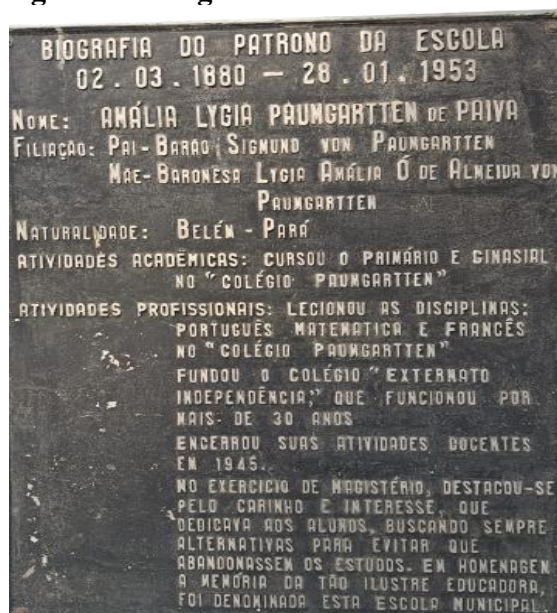 BIOGRAFIA DO PATRONO DA ESCOLA
02.03.1880 — 28.01.1953
NOME: AMÁLIA LYGIA PAUMGARTTEN DE PAIVA
FILIAÇÃO: PAI-BARÃO SIGMUND VON PAUMGARTTEN
MÃE-BARONESA LYGIA AMÁLIA Ó DE ALMEIDA VON
PAUMGARTTEN
NATURALIDADE: BELÉM-PARÁ
ATIVIDADES ACADÊMICAS: CURSOU O PRIMÁRIO E GINASIAL
NO "COLÉGIO PAUMGARTTEN"
ATIVIDADES PROFISSIONAIS: LECIONOU AS DISCIPLINAS:
PORTUGUÊS MATEMATICA E FRANCÊS
NO "COLÉGIO PAUMGARTTEN"
FUNDOU O COLÉGIO "EXTERNATO
INDEPENDÊNCIA," QUE FUNCIONOU POR
MAIS DE 30 ANOS
ENCERROU SUAS ATIVIDADES DOCENTES
EM 1945.
NO EXERCICIO DE MAGISTÉRIO, DESTACOU-SE
PELO CARINHO E INTERESSE, QUE
DEDICAVA AOS ALUNOS, BUSCANDO SEMPRE
ALTERNATIVAS PARA EVITAR QUE
ABANDONASSEM OS ESTUDOS. EM HOMENAGEM
A MEMÓRIA DA TÃO ILUSTRE EDUCADORA,
FOI DENOMINADA ESTA ESCOLA MUNICIPAL